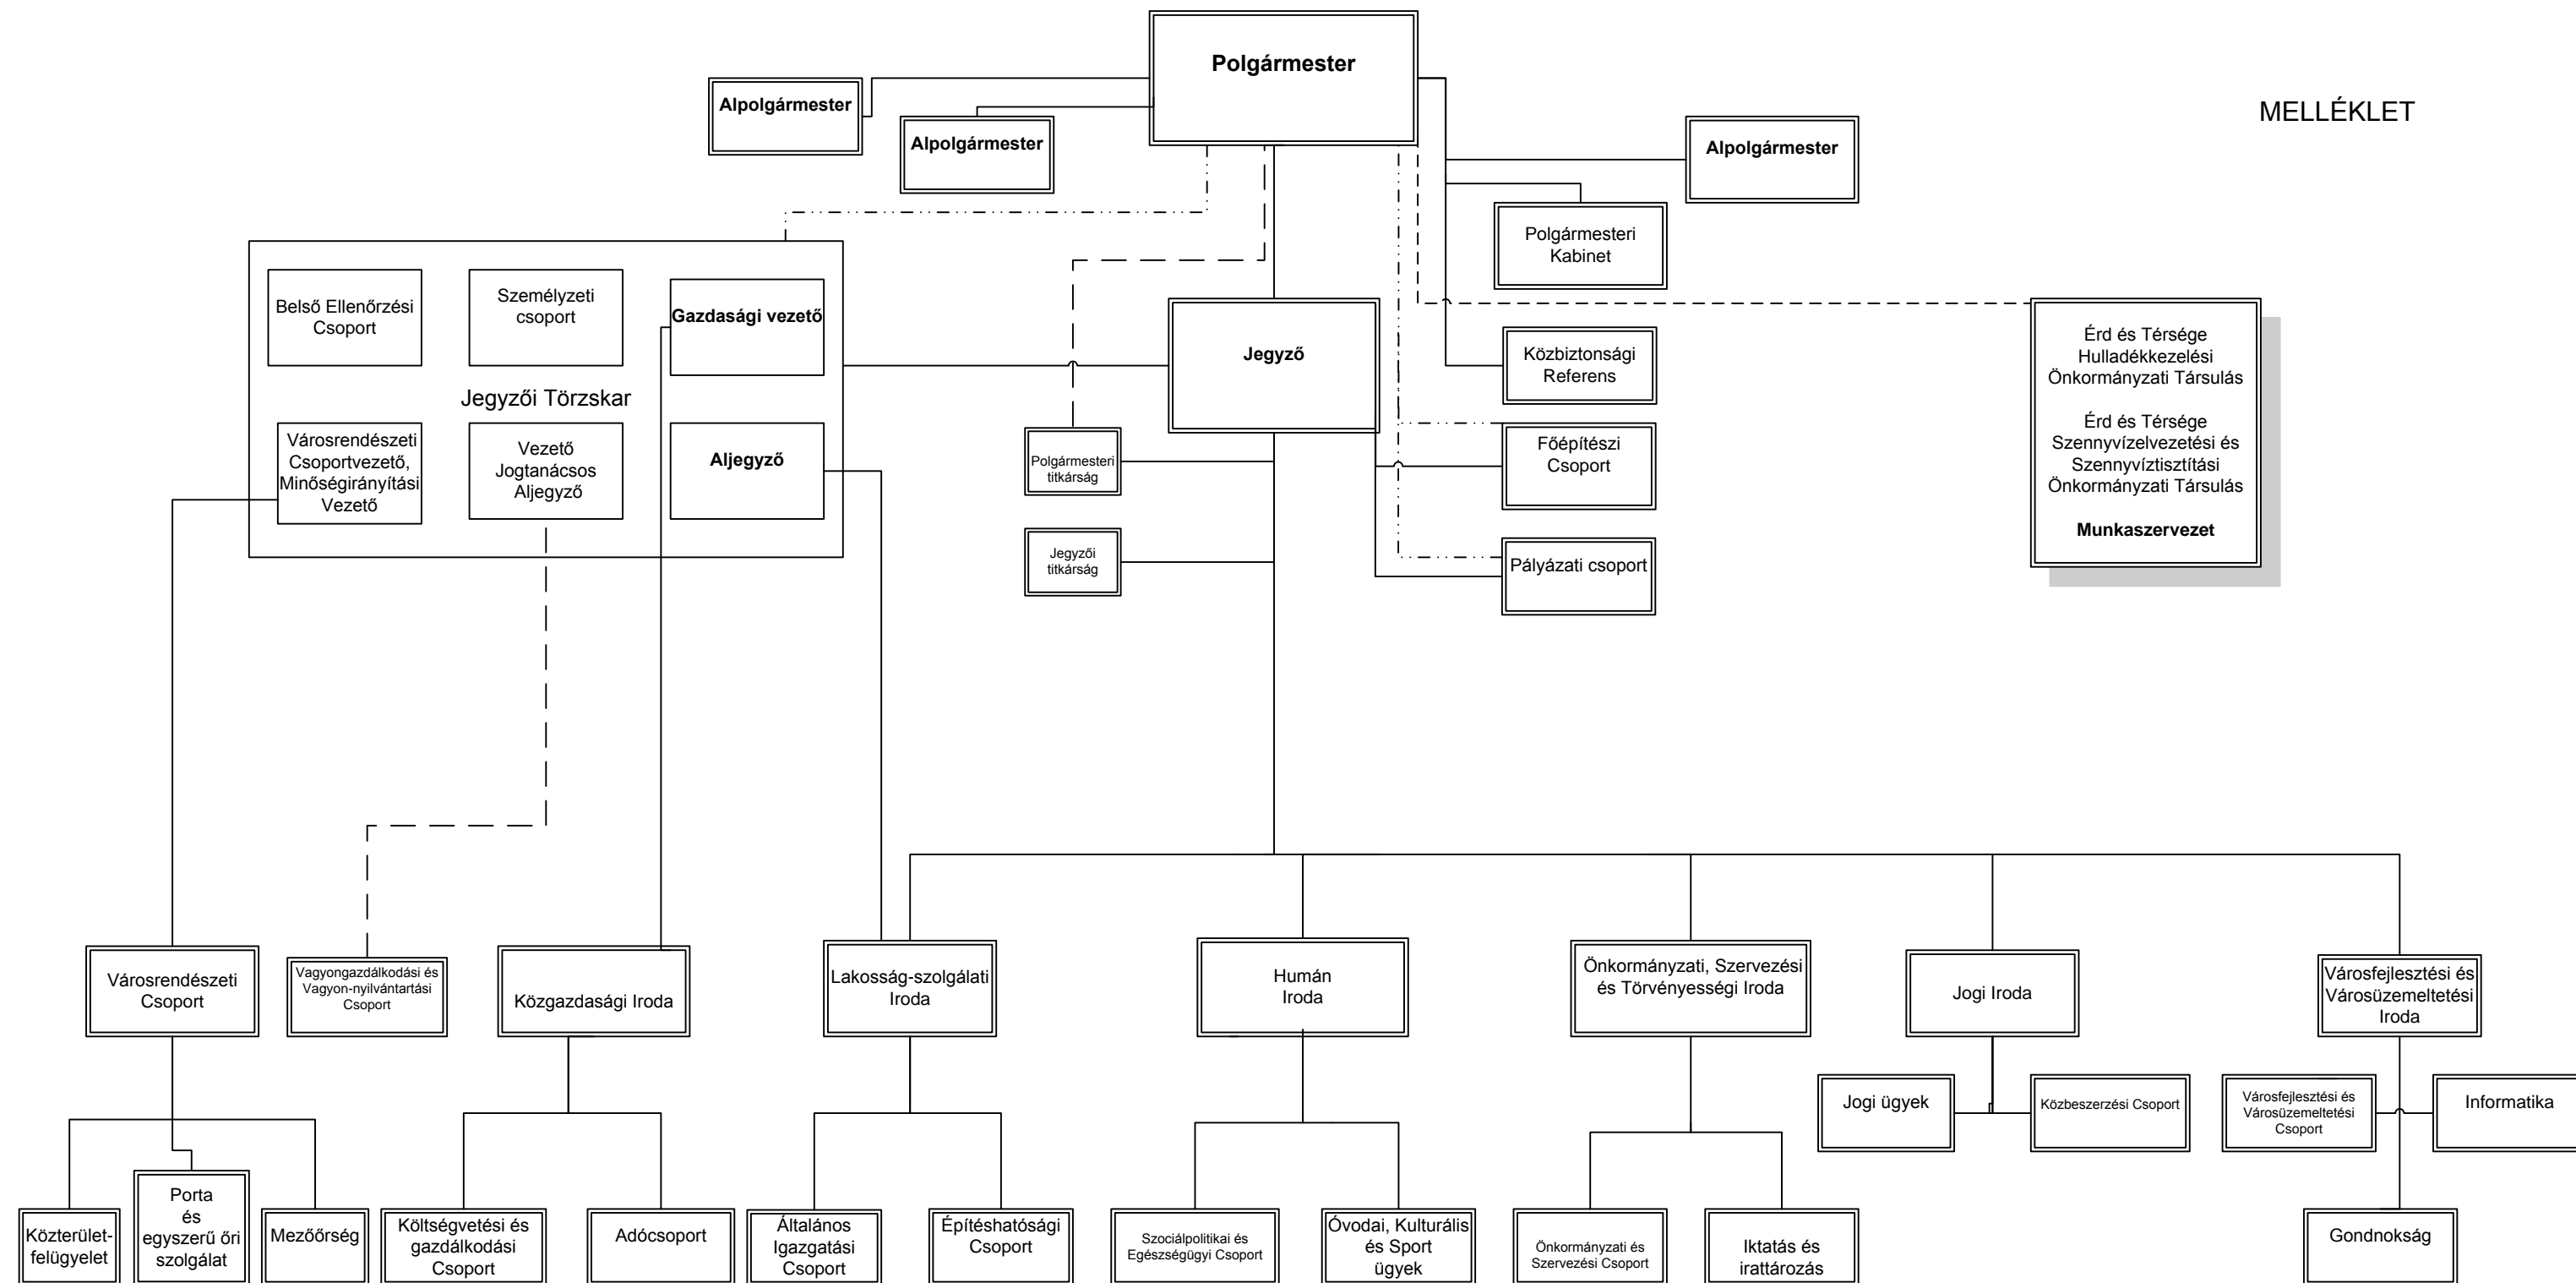 Polgármester
Alpolgármester
Alpolgármester
Alpolgármester
MELLÉKLET
Polgármesteri
Kabinet
Belső Ellenőrzési
Csoport
Személyzeti
csoport
Gazdasági vezető
Jegyzői Törzskar
Városrendészeti
Csoportvezető,
Minőségirányítási
Vezető
Vezető
Jogtanácsos
Aljegyző
Aljegyző
Jegyző
Közbiztonsági
Referens
Polgármesteri
titkárság
Főépítészi
Csoport
Jegyzői
titkárság
Pályázati csoport
Érd és Térsége
Hulladékkezelési
Önkormányzati Társulás
Érd és Térsége
Szennyvízelvezetési és
Szennyvíztisztítási
Önkormányzati Társulás
Munkaszervezet
Városrendészeti
Csoport
Vagyongazdálkodási és
Vagyon-nyilvántartási
Csoport
Közgazdasági Iroda
Lakosság-szolgálati
Iroda
Humán
Iroda
Önkormányzati, Szervezési
és Törvényességi Iroda
Jogi Iroda
Városfejlesztési és
Városüzemeltetési
Iroda
Jogi ügyek
Közbeszerzési Csoport
Városfejlesztési és
Városüzemeltetési
Csoport
Informatika
Közterület-
felügyelet
Porta
és
egyszerű őri
szolgálat
Mezőőrség
Költségvetési és
gazdálkodási
Csoport
Adócsoport
Általános
Igazgatási
Csoport
Építéshatósági
Csoport
Szociálpolitikai és
Egészségügyi Csoport
Óvodai, Kulturális
és Sport
ügyek
Önkormányzati és
Szervezési Csoport
Iktatás és
irattározás
Gondnokság